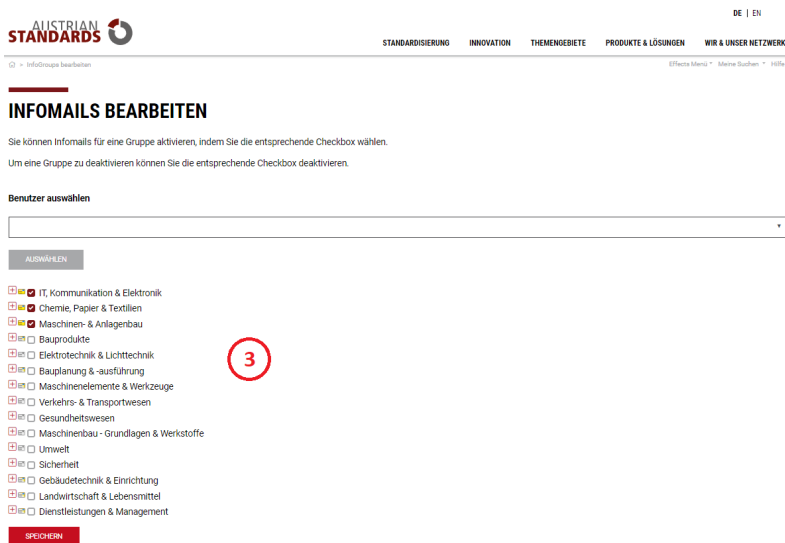 DE | EN
AUSTRIAN
STANDARDS
STANDARDISIERUNG INNOVATION THEMENGEBIETE PRODUKTE & LÖSUNGEN WIR & UNSER NETZWERK
> InfoGroups bearbeiten Effects Menü Meine Suchen Hilfe
INFOMAILS BEARBEITEN
Sie können Infomails für eine Gruppe aktivieren, indem Sie die entsprechende Checkbox wählen.
Um eine Gruppe zu deaktivieren können Sie die entsprechende Checkbox deaktivieren.
Benutzer auswählen
AUSWÄHLEN
IT, Kommunikation & Elektronik
Chemie, Papier & Textilien
Maschinen- & Anlagenbau
Bauprodukte
Elektrotechnik & Lichttechnik
3
Bauplanung & -ausführung
Maschinenelemente & Werkzeuge
Verkehrs- & Transportwesen
Gesundheitswesen
Maschinenbau - Grundlagen & Werkstoffe
Umwelt
Sicherheit
Gebäudetechnik & Einrichtung
Landwirtschaft & Lebensmittel
Dienstleistungen & Management
SPEICHERN